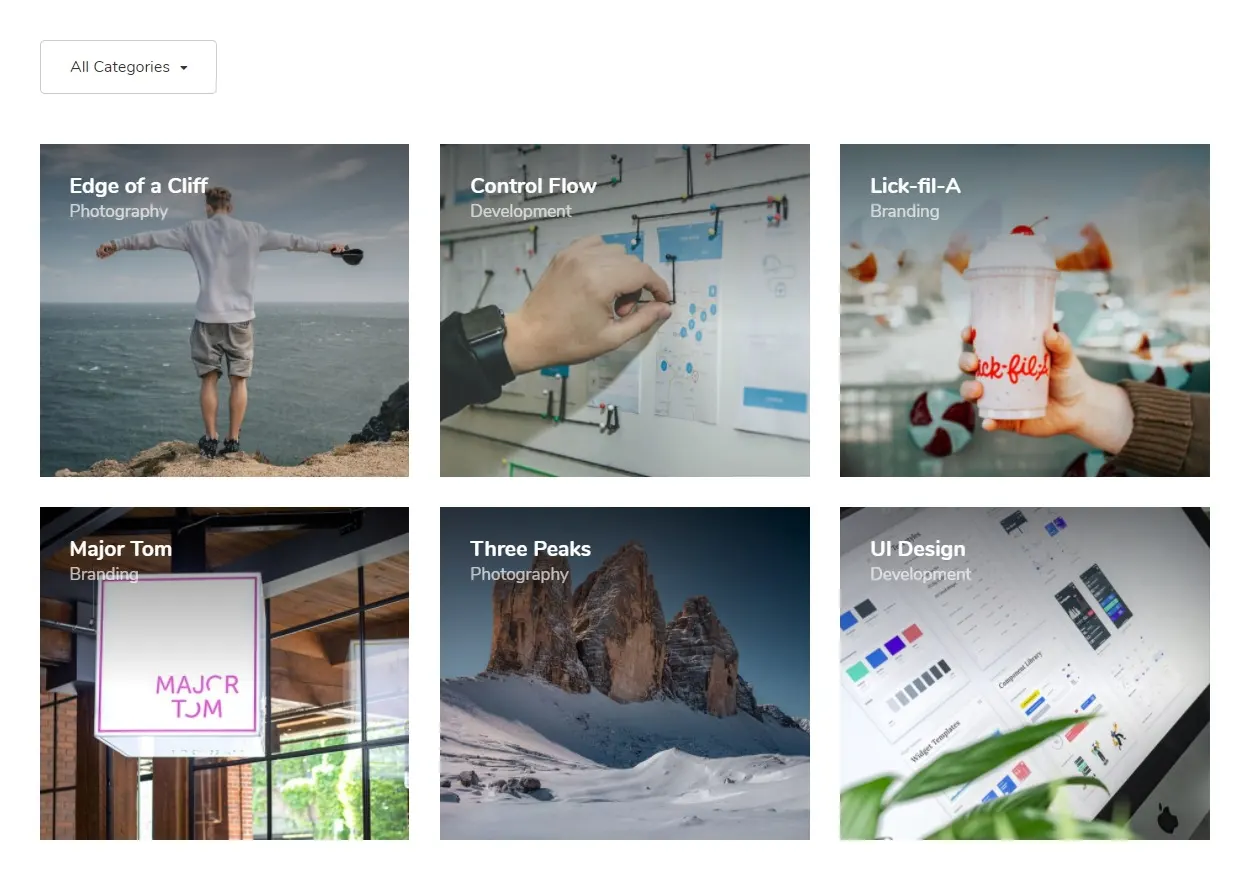 All Categories
Edge of a Cliff
Photography
Control Flow
Development
Lick-fil-A
Branding
ick-fil-A
Major Tom
Branding
MAJOR
TOM
Three Peaks
Photography
UI Design
Development
Component Library
Widget Templates